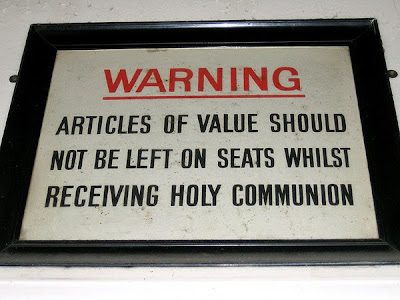 WARNING
ARTICLES OF VALUE SHOULD
NOT BE LEFT ON SEATS WHILST
RECEIVING HOLY COMMUNION